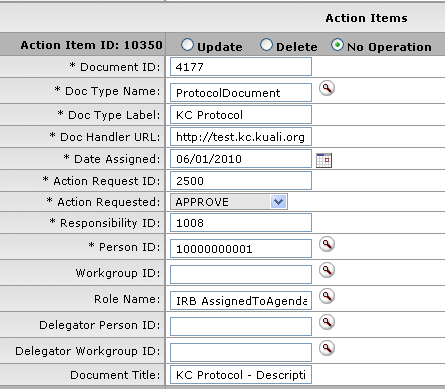 Action Items
Action Item ID: 10350 Update Delete No Operation
* Document ID: 4177
* Doc Type Name: ProtocolDocument
* Doc Type Label: KC Protocol
* Doc Handler URL: http://test.kc.kuali.org
* Date Assigned: 06/01/2010
* Action Request ID: 2500
* Action Requested: APPROVE
* Responsibility ID: 1008
* Person ID: 10000000001
Workgroup ID:
Role Name: IRB AssignedToAgenda
Delegator Person ID:
Delegator Workgroup ID:
Document Title: KC Protocol - Descripti